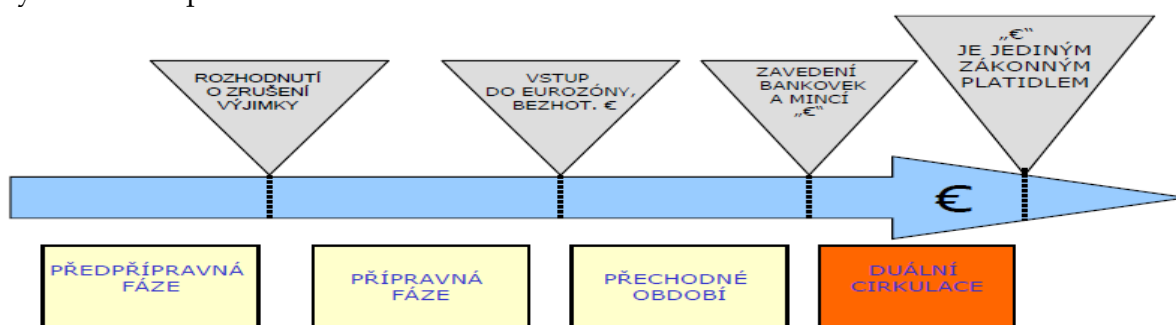 ROZHODNUTÍ
O ZRUŠENÍ
VÝJIMKY
VSTUP
DO EUROZÓNY,
BEZHOT. €
ZAVEDENÍ
BANKOVEK
A MINCÍ
„€“
„€“
JE JEDINÝM
ZÁKONNÝM
PLATIDLEM
€
PŘEDPŘÍPRAVNÁ
FÁZE
PŘÍPRAVNÁ
FÁZE
PŘECHODNÉ
OBDOBÍ
DUÁLNÍ
CIRKULACE